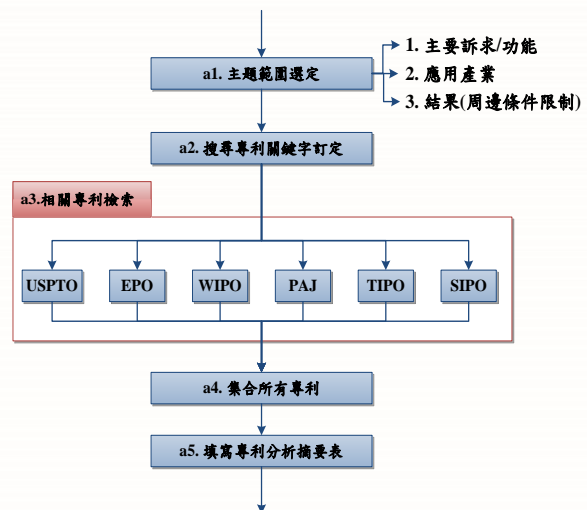 a1. 主題範圍選定
1. 主要訴求/功能
2. 應用產業
3. 結果(周邊條件限制)
a2. 搜尋專利關鍵字訂定
a3.相關專利檢索
USPTO
EPO
WIPO
PAJ
TIPO
SIPO
a4. 集合所有專利
a5. 填寫專利分析摘要表